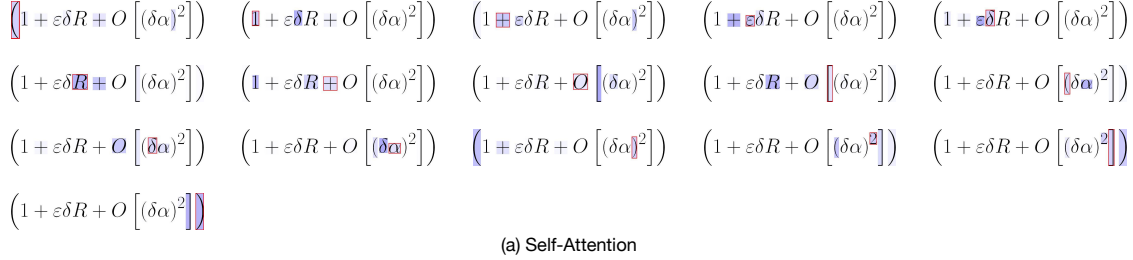 (1 + εδR + O [(δα)²]) (1 + εδR + O [(δα)²]) (1 + εδR + O [(δα)²]) (1 + εδR + O [(δα)²]) (1 + εδR + O [(δα)²])
(1 + εδR + O [(δα)²]) (1 + εδR + O [(δα)²]) (1 + εδR + O [(δα)²]) (1 + εδR + O [(δα)²]) (1 + εδR + O [(δα)²])
(1 + εδR + O [(δα)²]) (1 + εδR + O [(δα)²]) (1 + εδR + O [(δα)²]) (1 + εδR + O [(δα)²]) (1 + εδR + O [(δα)²])
(1 + εδR + O [(δα)²])
(a) Self-Attention